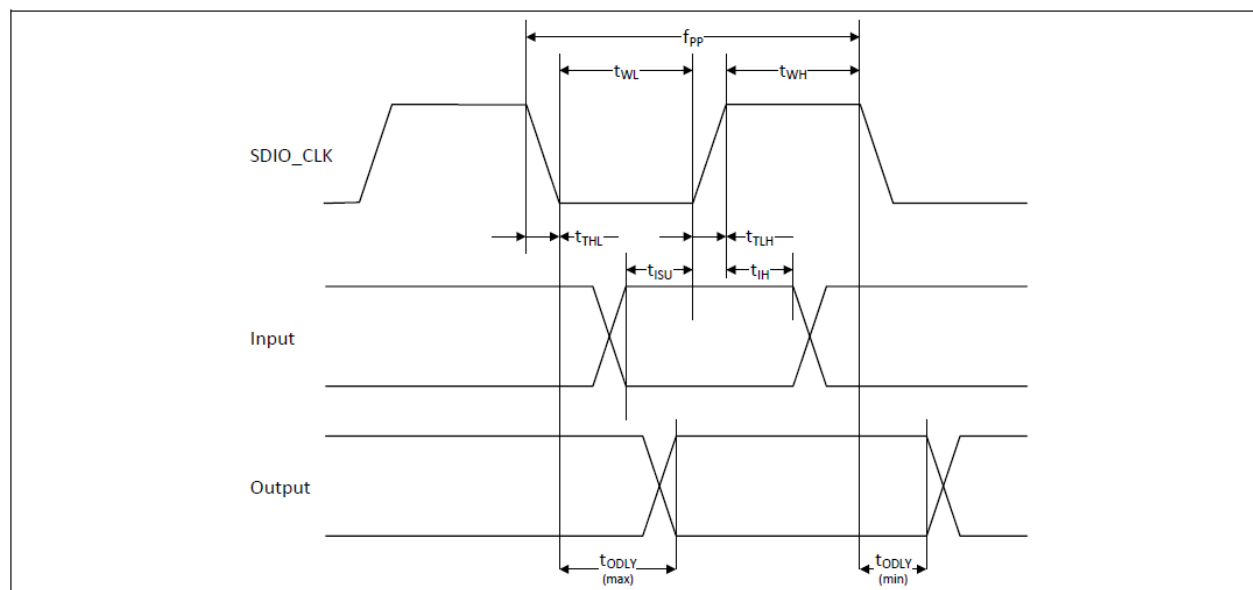 fPP
tWL tWH
SDIO_CLK
tTHL tTLH
tISU tIH
Input
Output
tODLY tODLY
(max) (min)